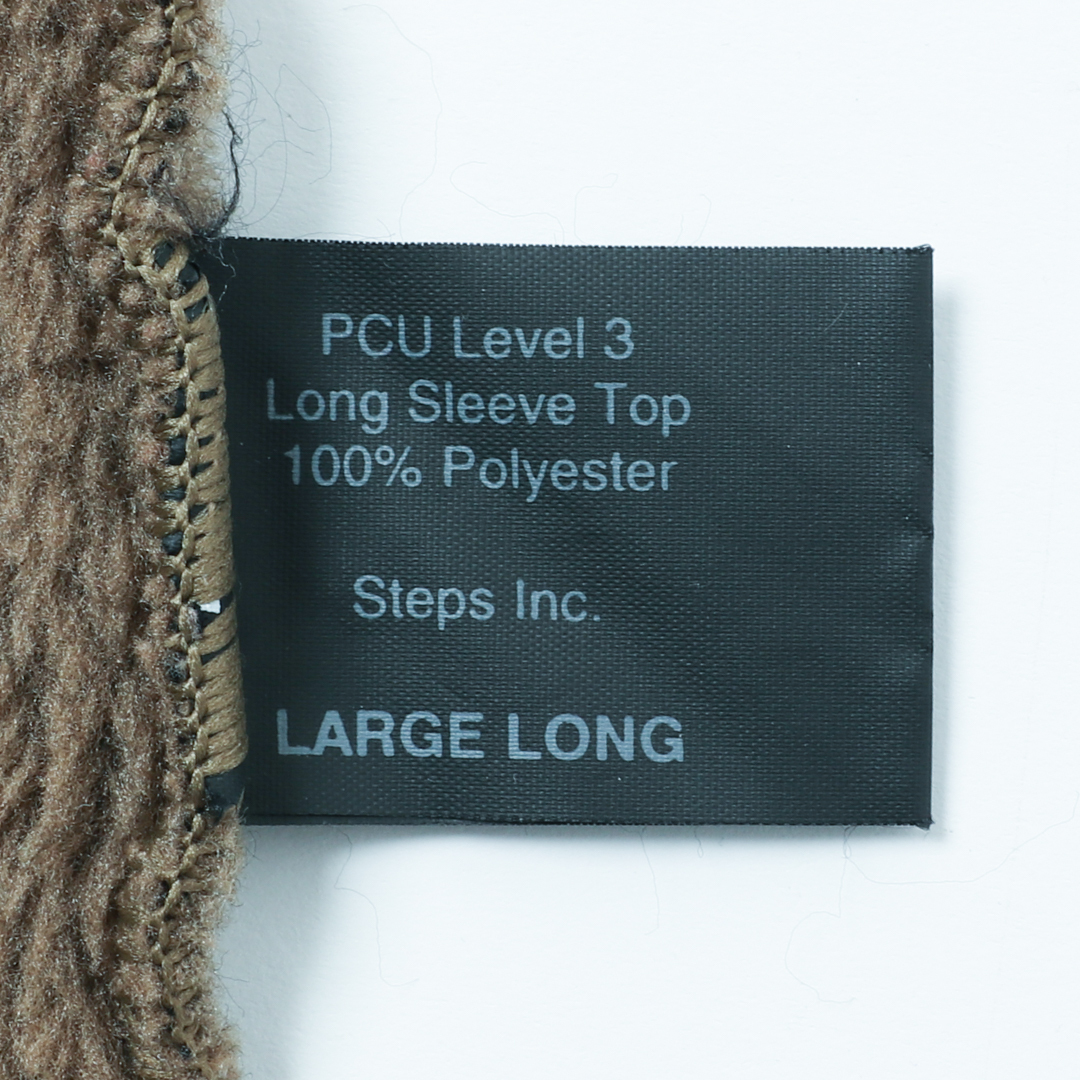 PCU Level 3
Long Sleeve Top
100% Polyester
Steps Inc.
LARGE LONG